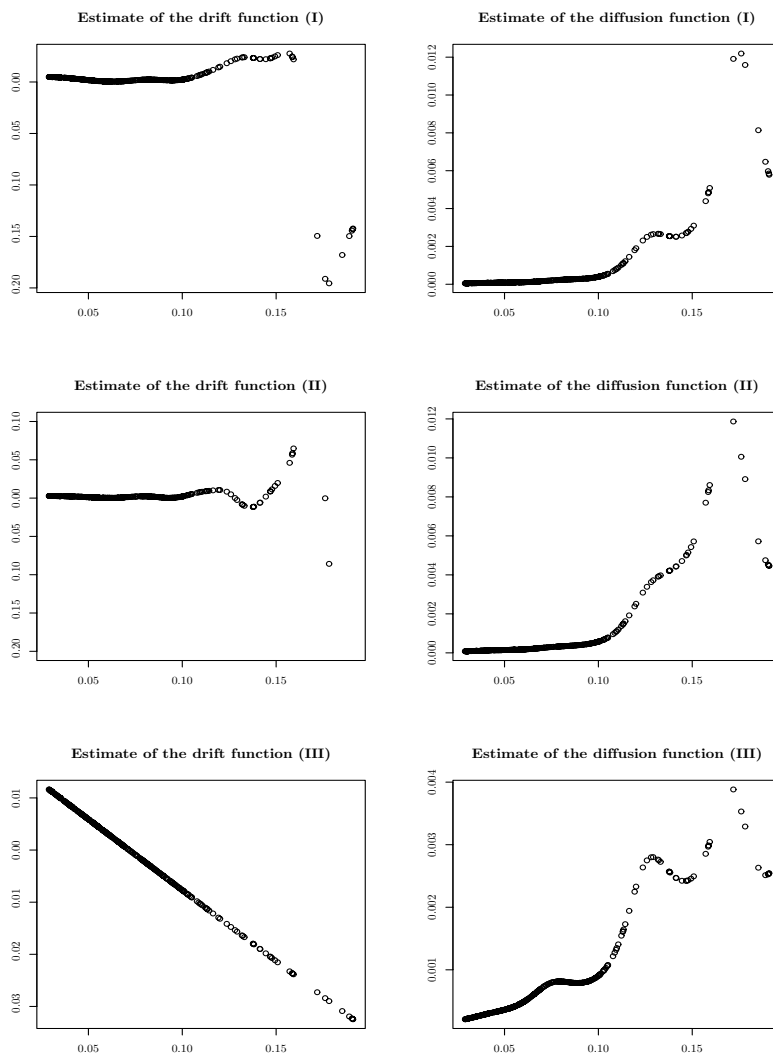 Estimate of the drift function (I)
0.00
0.05
0.10
0.15
0.20
0.05 0.10 0.15
Estimate of the diffusion function (I)
0.012
0.010
0.008
0.006
0.004
0.002
0.000
0.05 0.10 0.15
Estimate of the drift function (II)
0.10
0.05
0.00
0.05
0.10
0.15
0.20
0.05 0.10 0.15
Estimate of the diffusion function (II)
0.012
0.010
0.008
0.006
0.004
0.002
0.000
0.05 0.10 0.15
Estimate of the drift function (III)
0.01
0.00
0.01
0.02
0.03
0.05 0.10 0.15
Estimate of the diffusion function (III)
0.004
0.003
0.002
0.001
0.05 0.10 0.15